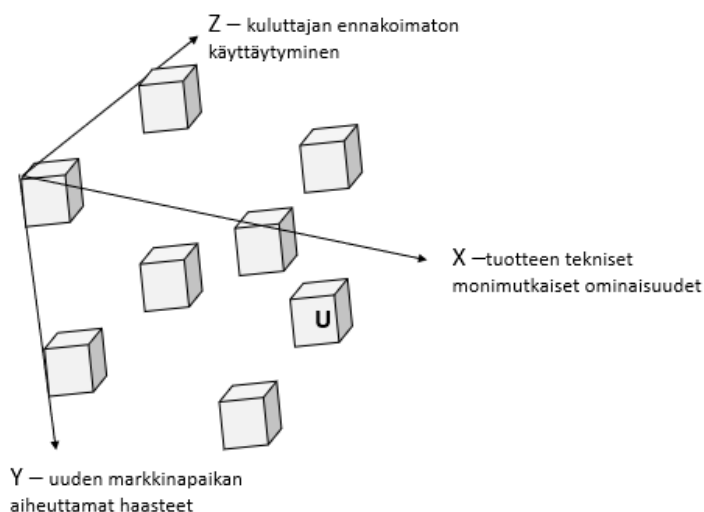 Z – kuluttajan ennakoimaton
käyttäytyminen
X –tuotteen tekniset
monimutkaiset ominaisuudet
U
Y – uuden markkinapaikan
aiheuttamat haasteet